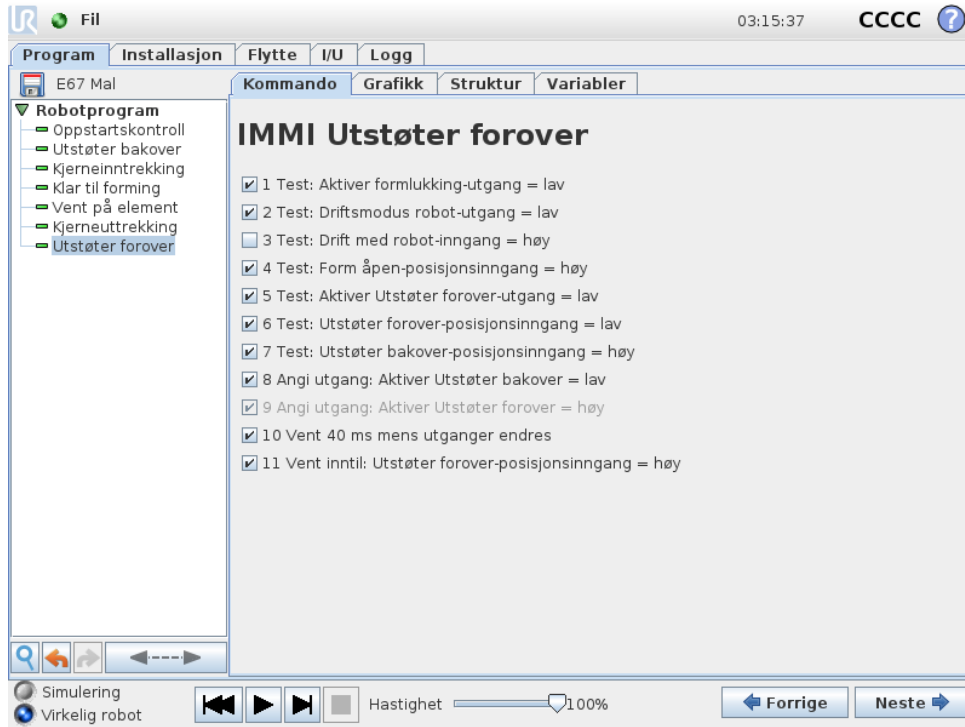 UR Fil 03:15:37 CCCC ?
Program Installasjon Flytte I/U Logg
E67 Mal
Kommando Grafikk Struktur Variabler
Robotprogram
Oppstartskontroll
Utstøter bakover
Kjerneinntrekking
Klar til forming
Vent på element
Kjerneuttrekking
Utstøter forover
IMMI Utstøter forover
1 Test: Aktiver formlukking-utgang = lav
2 Test: Driftsmodus robot-utgang = lav
3 Test: Drift med robot-inngang = høy
4 Test: Form åpen-posisjonsinngang = høy
5 Test: Aktiver Utstøter forover-utgang = lav
6 Test: Utstøter forover-posisjonsinngang = lav
7 Test: Utstøter bakover-posisjonsinngang = høy
8 Angi utgang: Aktiver Utstøter bakover = lav
9 Angi utgang: Aktiver Utstøter forover = høy
10 Vent 40 ms mens utganger endres
11 Vent inntil: Utstøter forover-posisjonsinngang = høy
Simulering
Virkelig robot
Hastighet 100%
Forrige Neste